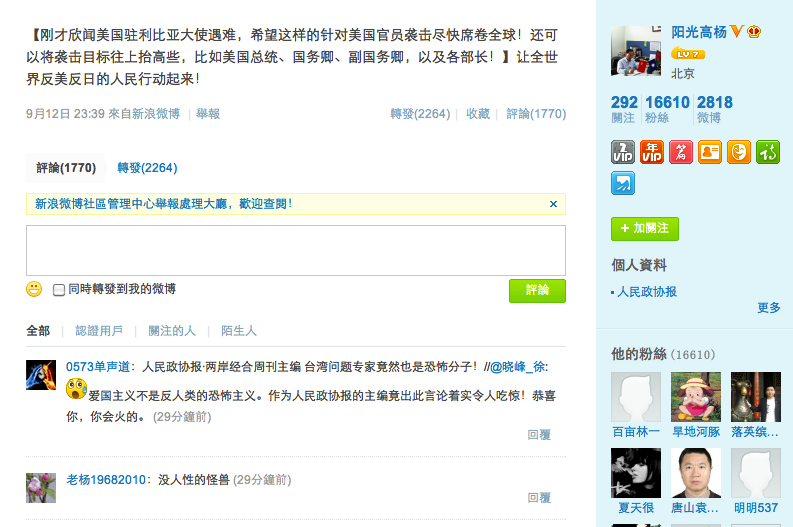 【刚才欣闻美国驻利比亚大使遇难，希望这样的针对美国官员袭击尽快席卷全球！还可
以将袭击目标往上抬高些，比如美国总统、国务卿、副国务卿，以及各部长！】让全世
界反美反日的人民行动起来！
9月12日 23:39 來自新浪微博 | 舉報
轉發(2264) | 收藏 | 評論(1770)
評論(1770) 轉發(2264)
新浪微博社區管理中心舉報處理大廳，歡迎查閱！
同時轉發到我的微博
評論
全部 | 認證用戶 | 關注的人 | 陌生人
0573单声道：人民政协报·两岸经合周刊主编 台湾问题专家竟然也是恐怖分子！//@晓峰_徐:
爱国主义不是反人类的恐怖主义。作为人民政协报的主编竟出此言论着实令人吃惊！恭喜
你，你会火的。 (29分鐘前)
回覆
老杨19682010：没人性的怪兽 (29分鐘前)
回覆
阳光高杨
LV 7
北京
292 16610 2818
關注 粉絲 微博
2 VIP 年 VIP
+ 加關注
個人資料
人民政协报
更多
他的粉絲 (16610)
百亩林一 旱地河豚 落英缤...
夏天很 唐山袁... 明明537